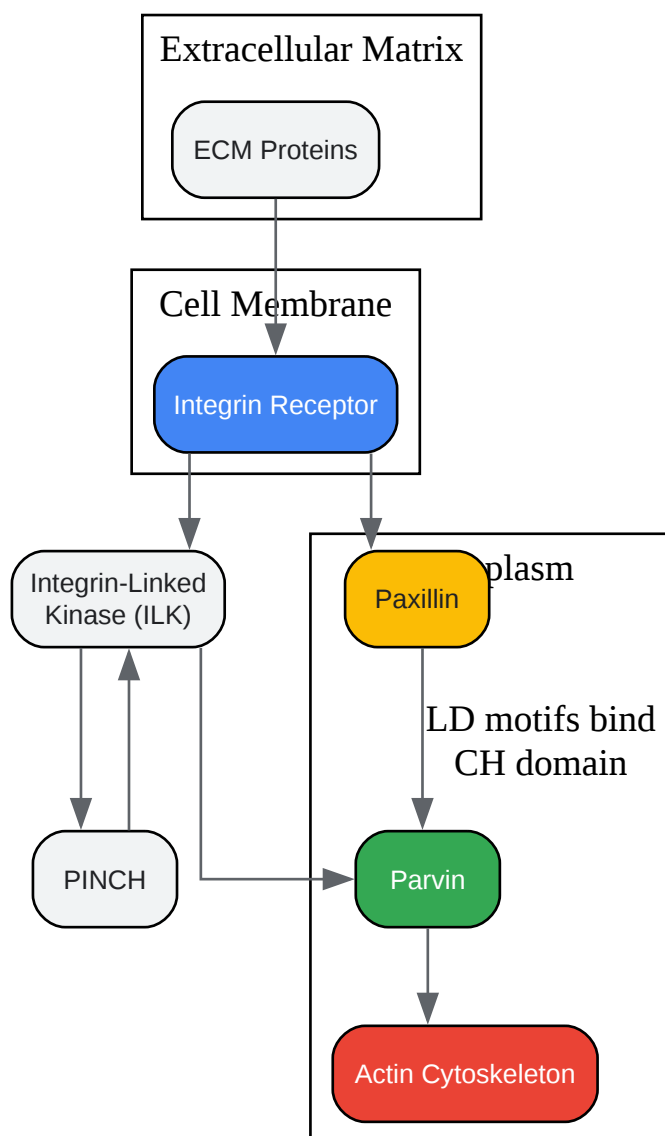 Extracellular Matrix
ECM Proteins
Cell Membrane
Integrin Receptor
Integrin-Linked
Kinase (ILK)
Paxillin
plasm
LD motifs bind
CH domain
PINCH
Parvin
Actin Cytoskeleton